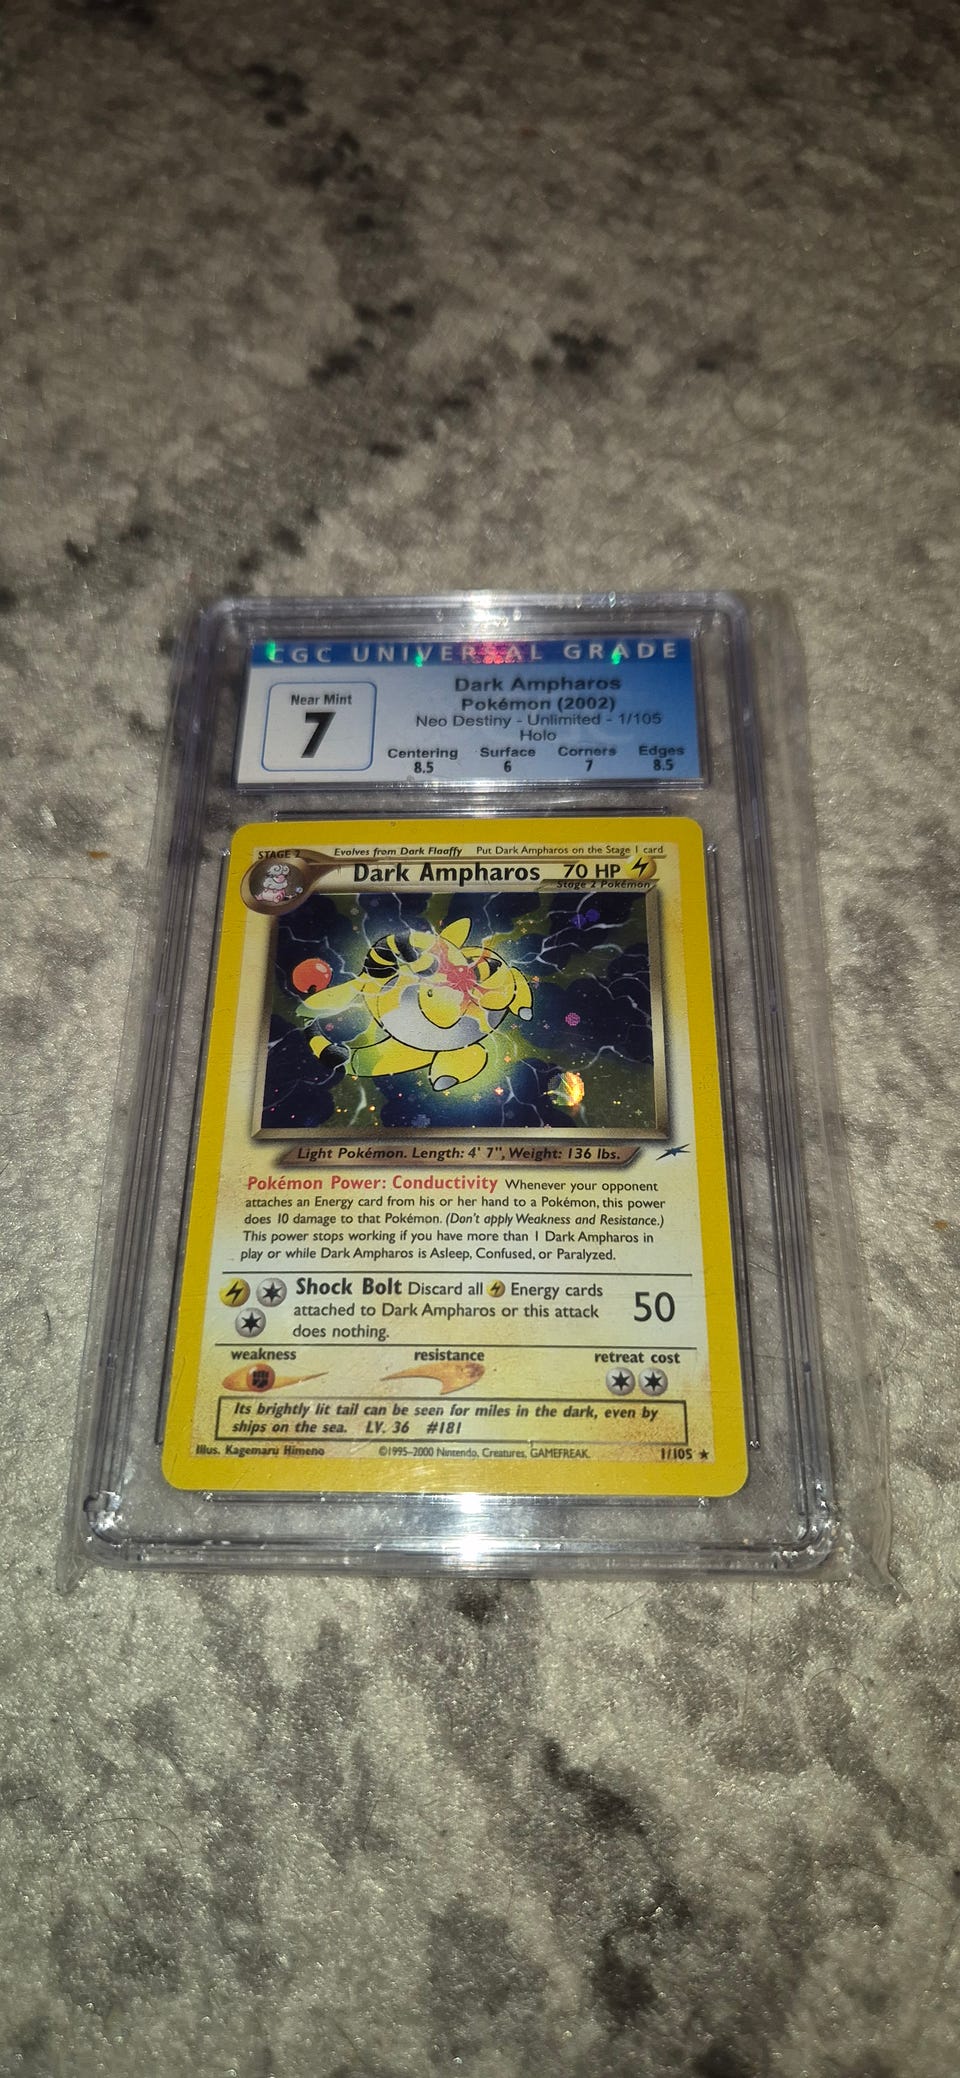 CGC UNIVERSAL GRADE
Near Mint
7
Dark Ampharos
Pokémon (2002)
Neo Destiny - Unlimited - 1/105
Holo
Centering Surface Corners Edges
8.5 6 7 8.5
STAGE 2 Evolves from Dark Flaaffy Put Dark Ampharos on the Stage 1 card
Dark Ampharos 70 HP
Stage 2 Pokémon
Light Pokémon. Length: 4' 7", Weight: 136 lbs.
Pokémon Power: Conductivity Whenever your opponent
attaches an Energy card from his or her hand to a Pokémon, this power
does 10 damage to that Pokémon. (Don't apply Weakness and Resistance.)
This power stops working if you have more than 1 Dark Ampharos in
play or while Dark Ampharos is Asleep, Confused, or Paralyzed.
Shock Bolt Discard all Energy cards
attached to Dark Ampharos or this attack
does nothing.
50
weakness resistance retreat cost
Its brightly lit tail can be seen for miles in the dark, even by
ships on the sea. LV. 36 #181
Illus. Kagemaru Himeno ©1995-2000 Nintendo, Creatures, GAMEFREAK. 1/105